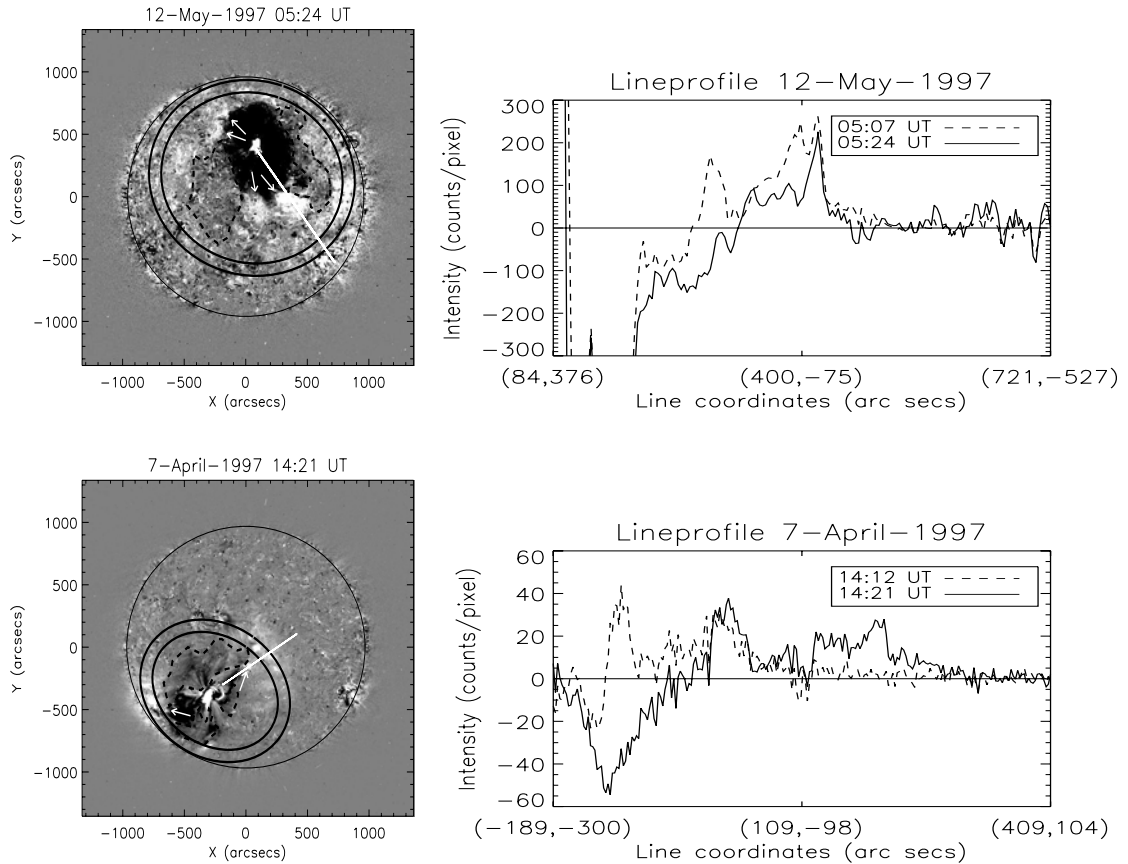 12−May−1997 05:24 UT
1000
500
0
−500
−1000
Y (arcsecs)
−1000 −500 0 500 1000
X (arcsecs)
Lineprofile 12−May−1997
300
200
100
0
−100
−200
−300
Intensity (counts/pixel)
05:07 UT
05:24 UT
(84,376) (400,−75) (721,−527)
Line coordinates (arc secs)
7−April−1997 14:21 UT
1000
500
0
−500
−1000
Y (arcsecs)
−1000 −500 0 500 1000
X (arcsecs)
Lineprofile 7−April−1997
60
40
20
0
−20
−40
−60
Intensity (counts/pixel)
14:12 UT
14:21 UT
(−189,−300) (109,−98) (409,104)
Line coordinates (arc secs)